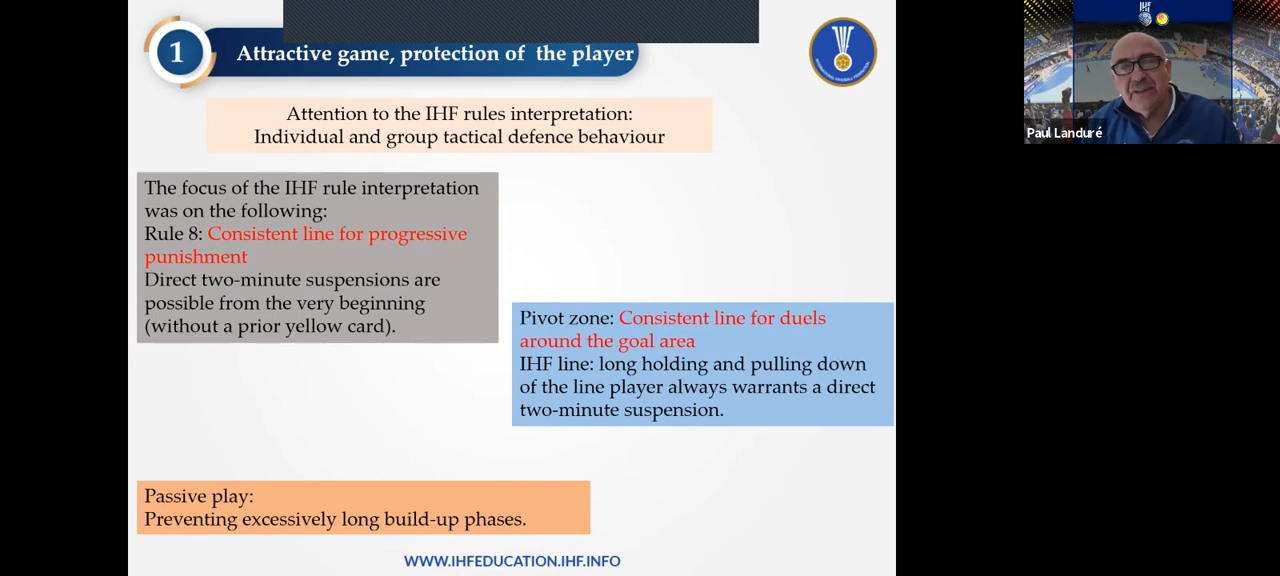 1
Attractive game, protection of the player
Attention to the IHF rules interpretation:
Individual and group tactical defence behaviour
The focus of the IHF rule interpretation
was on the following:
Rule 8: Consistent line for progressive
punishment
Direct two-minute suspensions are
possible from the very beginning
(without a prior yellow card).
Pivot zone: Consistent line for duels
around the goal area
IHF line: long holding and pulling down
of the line player always warrants a direct
two-minute suspension.
Passive play:
Preventing excessively long build-up phases.
WWW.IHFEDUCATION.IHF.INFO
IHF
Paul Landuré